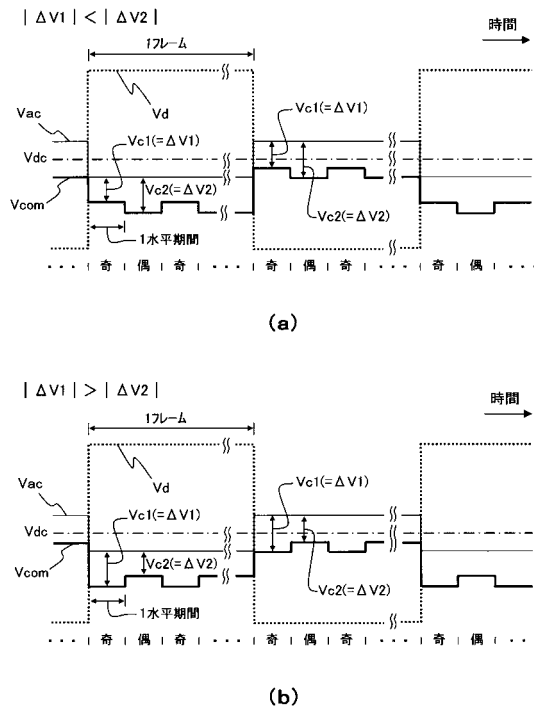 | ΔV1 | < | ΔV2 |
1フレーム
時間
Vd
Vc1(=ΔV1)
Vac
Vc1(=ΔV1)
Vdc
Vc2(=ΔV2)
Vcom
Vc2(=ΔV2)
1水平期間
・・・ 奇 偶 奇 ・・・ 奇 偶 奇 ・・・ 奇 偶 ・・・
(a)
| ΔV1 | > | ΔV2 |
1フレーム
時間
Vac
Vd
Vc1(=ΔV1)
Vdc
Vc1(=ΔV1)
Vcom
Vc2(=ΔV2)
Vc2(=ΔV2)
1水平期間
・・・ 奇 偶 奇 ・・・ 奇 偶 奇 ・・・ 奇 偶 ・・・
(b)